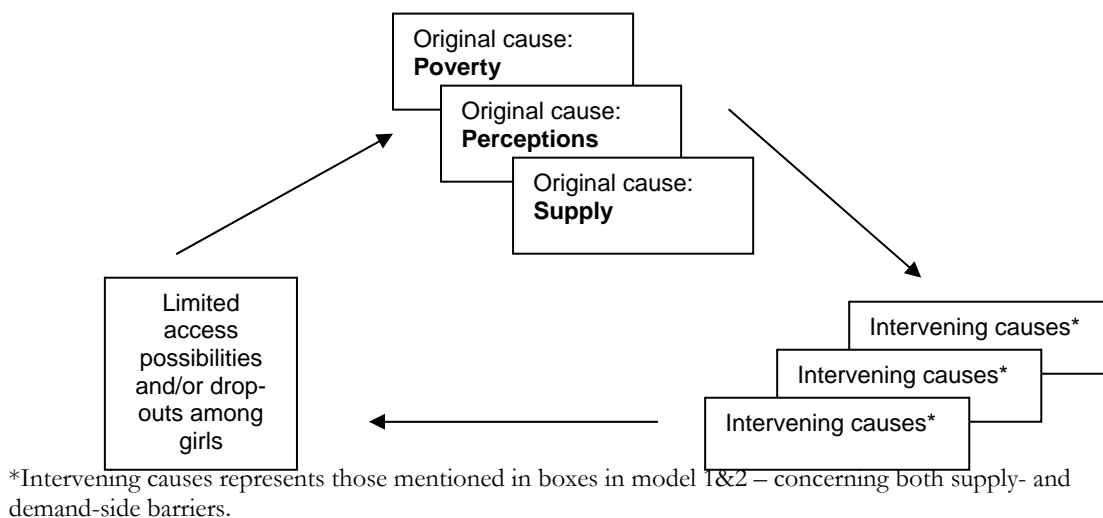 Original cause:
Poverty
Original cause:
Perceptions
Original cause:
Supply
Limited
access
possibilities
and/or drop-
outs among
girls
Intervening causes*
Intervening causes*
Intervening causes*
*Intervening causes represents those mentioned in boxes in model 1&2 – concerning both supply- and
demand-side barriers.